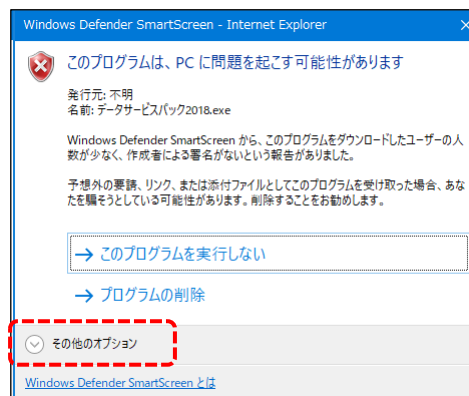 Windows Defender SmartScreen - Internet Explorer
このプログラムは、PC に問題を起こす可能性があります
発行元: 不明
名前: データサービスパック2018.exe
Windows Defender SmartScreen から、このプログラムをダウンロードしたユーザーの人
数が少なく、作成者による署名がないという報告がありました。
予想外の要請、リンク、または添付ファイルとしてこのプログラムを受け取った場合、あな
たを騙そうとしている可能性があります。削除することをお勧めします。
このプログラムを実行しない
プログラムの削除
その他のオプション
Windows Defender SmartScreen とは